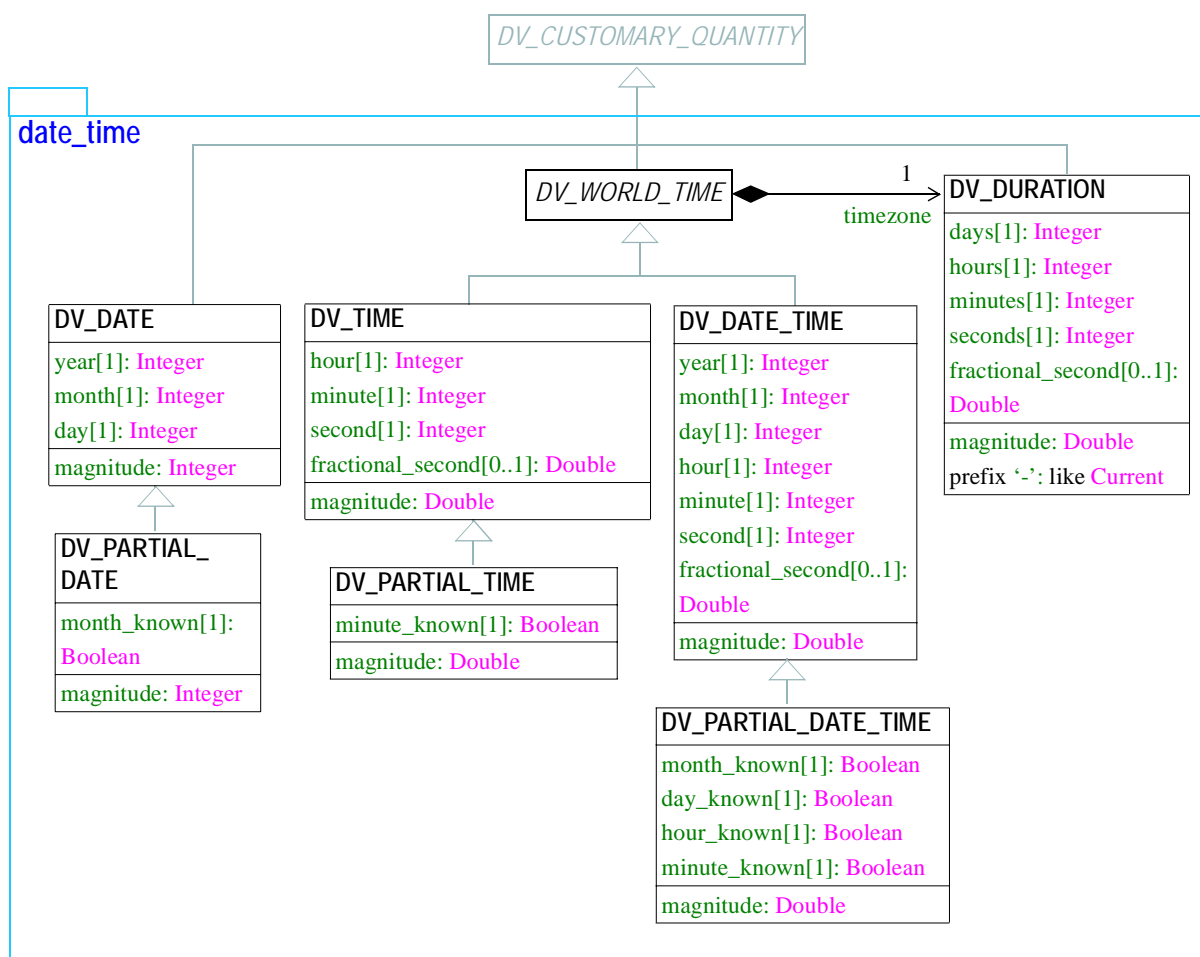 DV_CUSTOMARY_QUANTITY
date_time
DV_WORLD_TIME
1
timezone
DV_DURATION
days[1]: Integer
hours[1]: Integer
minutes[1]: Integer
seconds[1]: Integer
fractional_second[0..1]:
Double
magnitude: Double
prefix ‘-’: like Current
DV_DATE
year[1]: Integer
month[1]: Integer
day[1]: Integer
magnitude: Integer
DV_TIME
hour[1]: Integer
minute[1]: Integer
second[1]: Integer
fractional_second[0..1]: Double
magnitude: Double
DV_DATE_TIME
year[1]: Integer
month[1]: Integer
day[1]: Integer
hour[1]: Integer
minute[1]: Integer
second[1]: Integer
fractional_second[0..1]:
Double
magnitude: Double
DV_PARTIAL_
DATE
month_known[1]:
Boolean
magnitude: Integer
DV_PARTIAL_TIME
minute_known[1]: Boolean
magnitude: Double
DV_PARTIAL_DATE_TIME
month_known[1]: Boolean
day_known[1]: Boolean
hour_known[1]: Boolean
minute_known[1]: Boolean
magnitude: Double